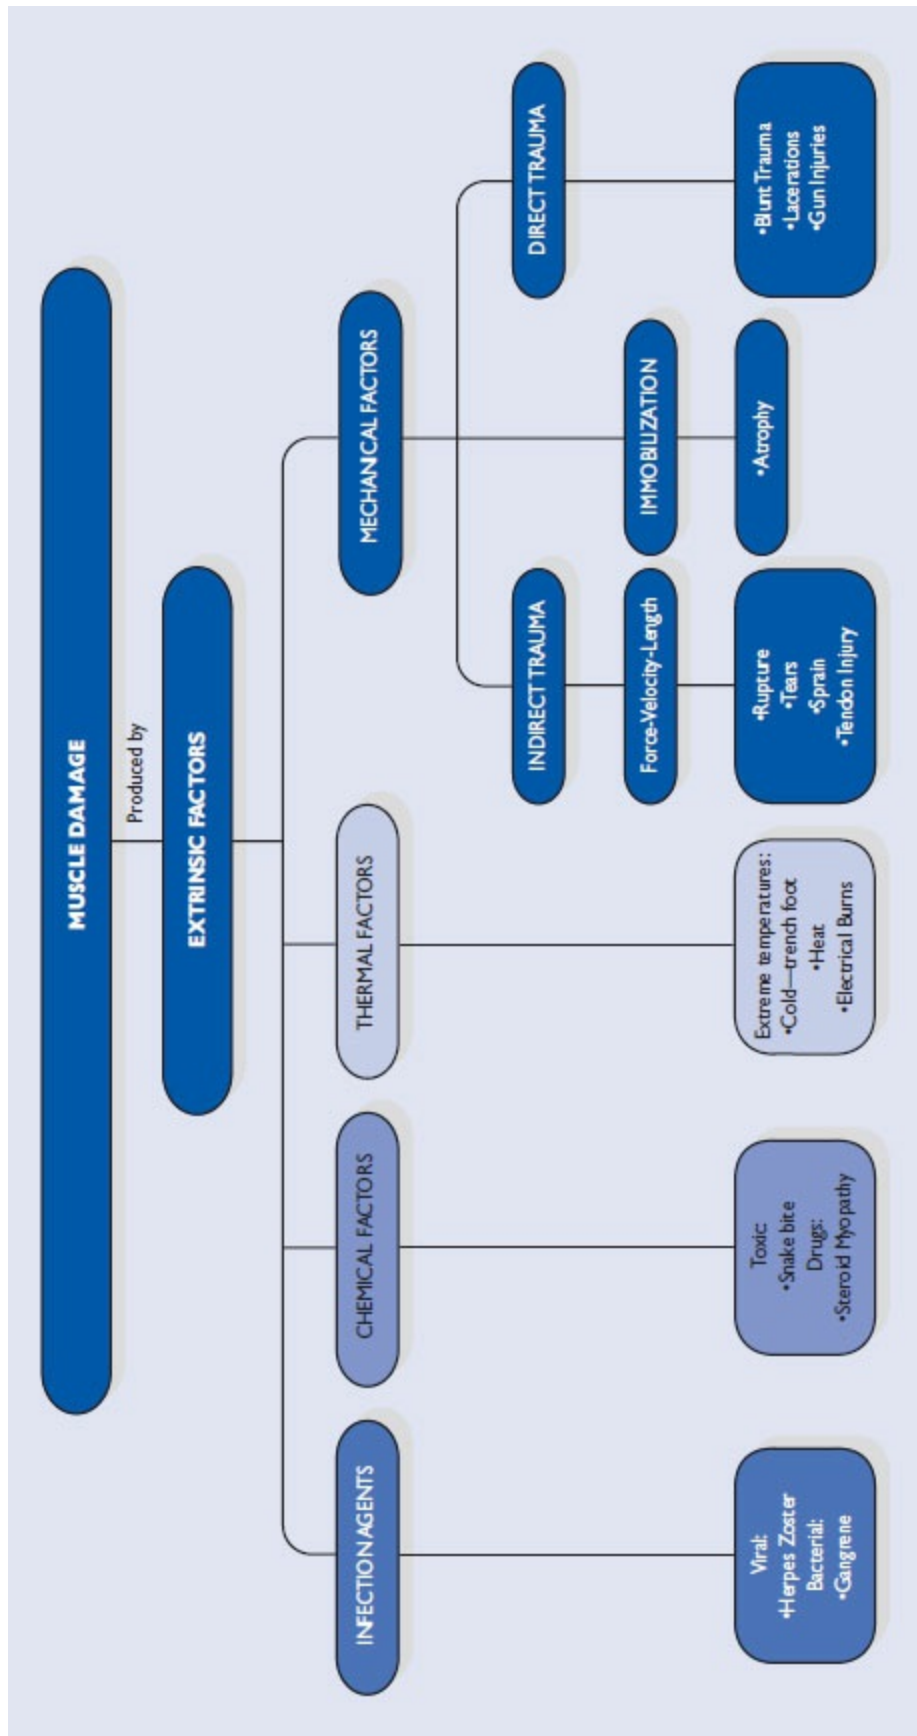 MUSCLE DAMAGE
Produced by
EXTRINSIC FACTORS
INFECTION AGENTS
CHEMICAL FACTORS
THERMAL FACTORS
MECHANICAL FACTORS
INDIRECT TRAUMA
DIRECT TRAUMA
Force-Velocity-Length
IMMOBILIZATION
Viral:
•Herpes Zoster
Bacterial:
•Gangrene
Toxic:
•Snake bite
Drugs:
•Steroid Myopathy
Extreme temperatures:
•Cold—trench foot
•Heat
•Electrical Burns
•Rupture
•Tears
•Sprain
•Tendon Injury
•Atrophy
•Blunt Trauma
•Lacerations
•Gun Injuries